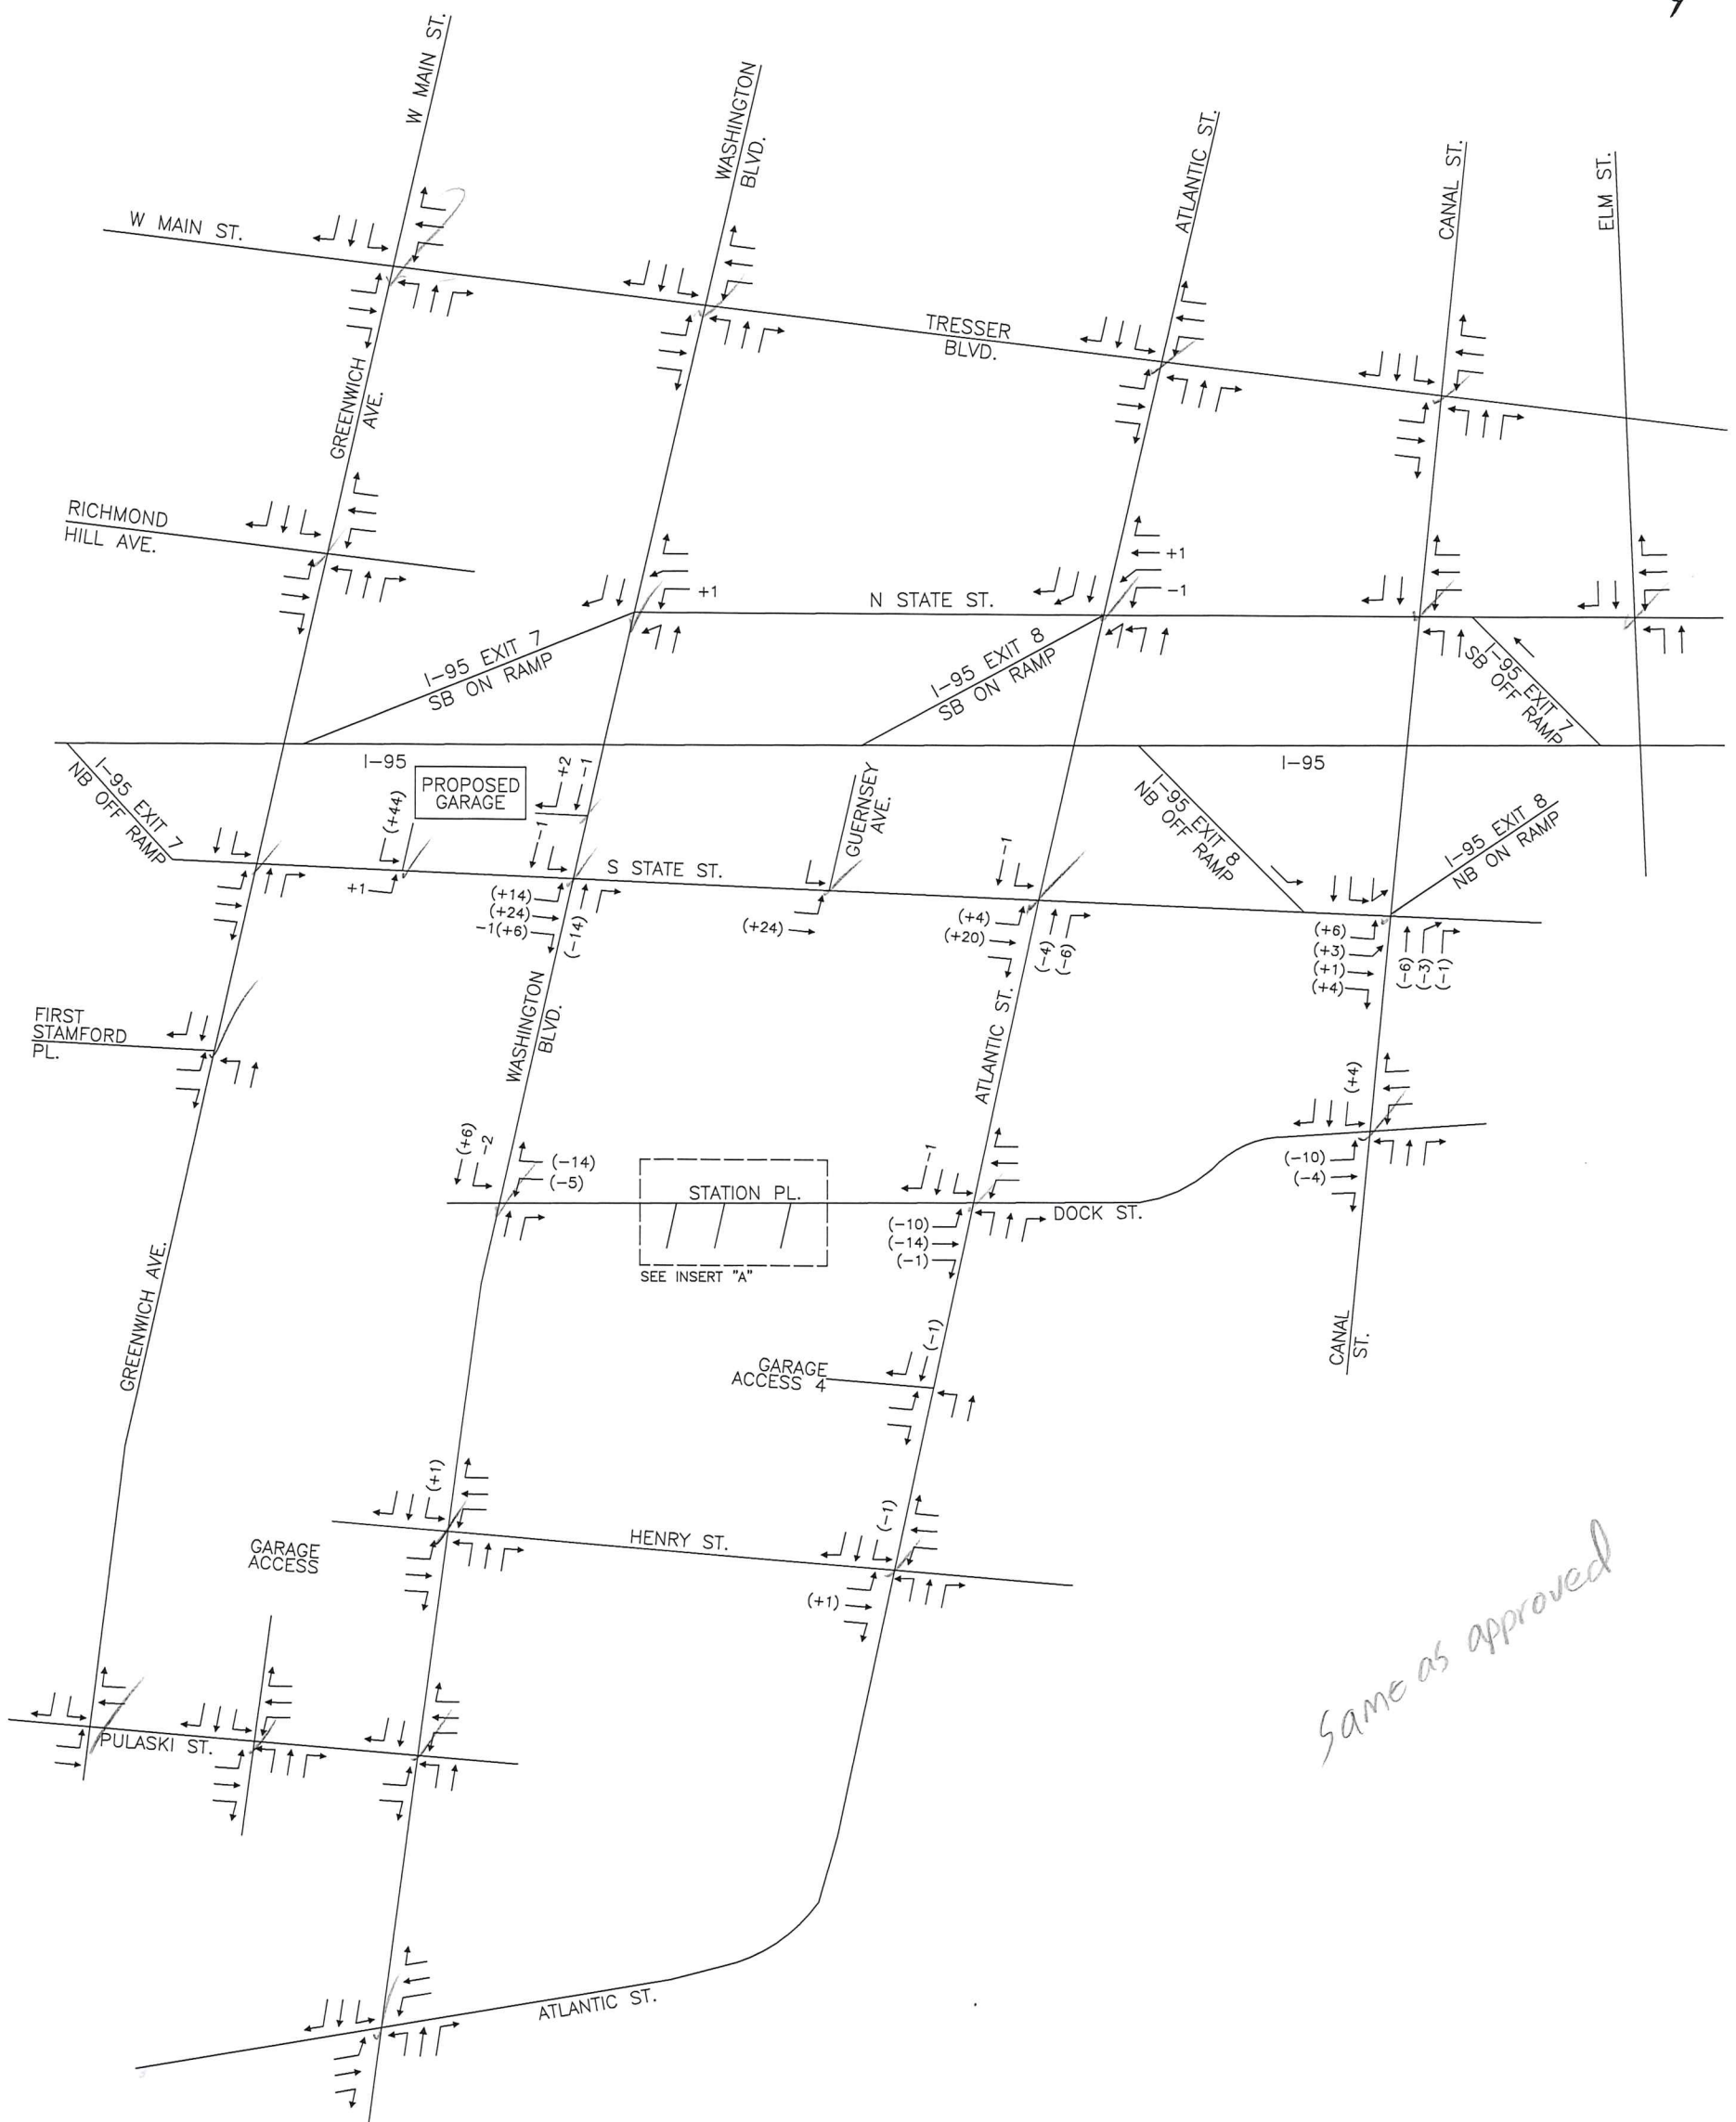 W MAIN ST.
WASHINGTON
BLVD.
ATLANTIC ST.
CANAL ST.
ELM ST.
W MAIN ST.
TRESSER
BLVD.
GREENWICH
AVE.
RICHMOND
HILL AVE.
+1
+1
-1
N STATE ST.
I-95 EXIT 7
SB ON RAMP
I-95 EXIT 8
SB ON RAMP
I-95 EXIT 7
SB OFF RAMP
I-95
I-95
I-95 EXIT 7
NB OFF RAMP
PROPOSED
GARAGE
(+44)
+2
-1
-1
+1
GUERNSEY
AVE.
S STATE ST.
-1
I-95 EXIT 8
NB OFF RAMP
I-95 EXIT 8
NB ON RAMP
(+14)
(+24)
-1(+6)
(-14)
(+24)
(+4)
(+20)
(-4)
(-6)
(+6)
(+3)
(+1)
(+4)
(-6)
(-3)
(-1)
FIRST
STAMFORD
PL.
WASHINGTON
BLVD.
ATLANTIC ST.
(+4)
(-10)
(-4)
(+6)
-2
(-14)
(-5)
STATION PL.
SEE INSERT "A"
-1
(-10)
(-14)
(-1)
DOCK ST.
GREENWICH AVE.
CANAL
ST.
GARAGE
ACCESS 4
(-1)
(+1)
HENRY ST.
(-1)
(+1)
GARAGE
ACCESS
PULASKI ST.
ATLANTIC ST.
Same as approved